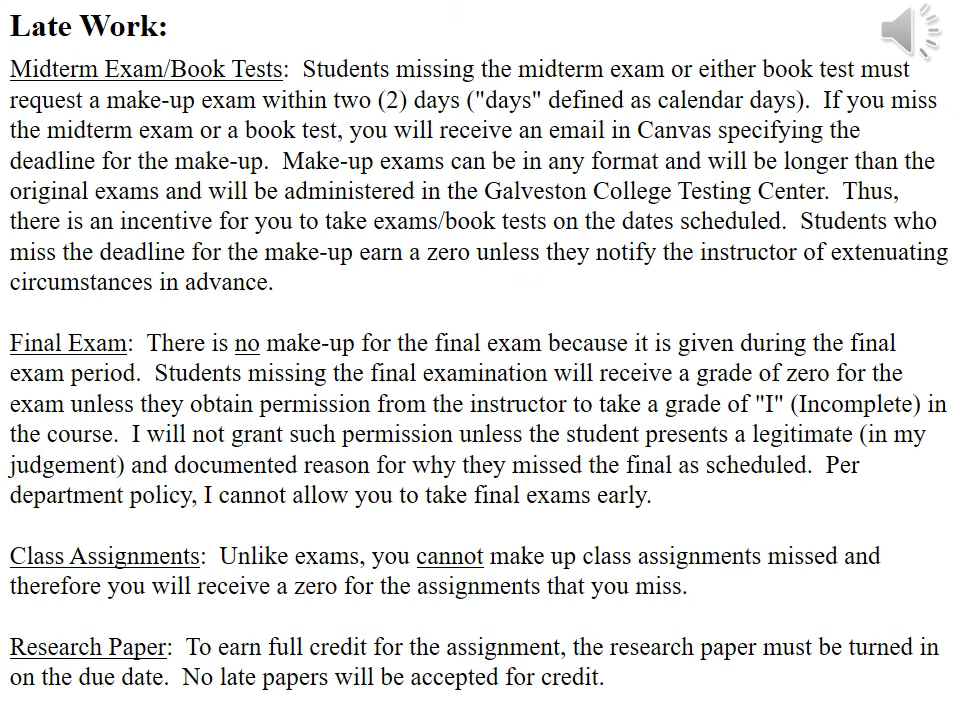 Late Work:
Midterm Exam/Book Tests:  Students missing the midterm exam or either book test must
request a make-up exam within two (2) days ("days" defined as calendar days).  If you miss
the midterm exam or a book test, you will receive an email in Canvas specifying the
deadline for the make-up.  Make-up exams can be in any format and will be longer than the
original exams and will be administered in the Galveston College Testing Center.  Thus,
there is an incentive for you to take exams/book tests on the dates scheduled.  Students who
miss the deadline for the make-up earn a zero unless they notify the instructor of extenuating
circumstances in advance.
Final Exam:  There is no make-up for the final exam because it is given during the final
exam period.  Students missing the final examination will receive a grade of zero for the
exam unless they obtain permission from the instructor to take a grade of "I" (Incomplete) in
the course.  I will not grant such permission unless the student presents a legitimate (in my
judgement) and documented reason for why they missed the final as scheduled.  Per
department policy, I cannot allow you to take final exams early.
Class Assignments:  Unlike exams, you cannot make up class assignments missed and
therefore you will receive a zero for the assignments that you miss.
Research Paper:  To earn full credit for the assignment, the research paper must be turned in
on the due date.  No late papers will be accepted for credit.